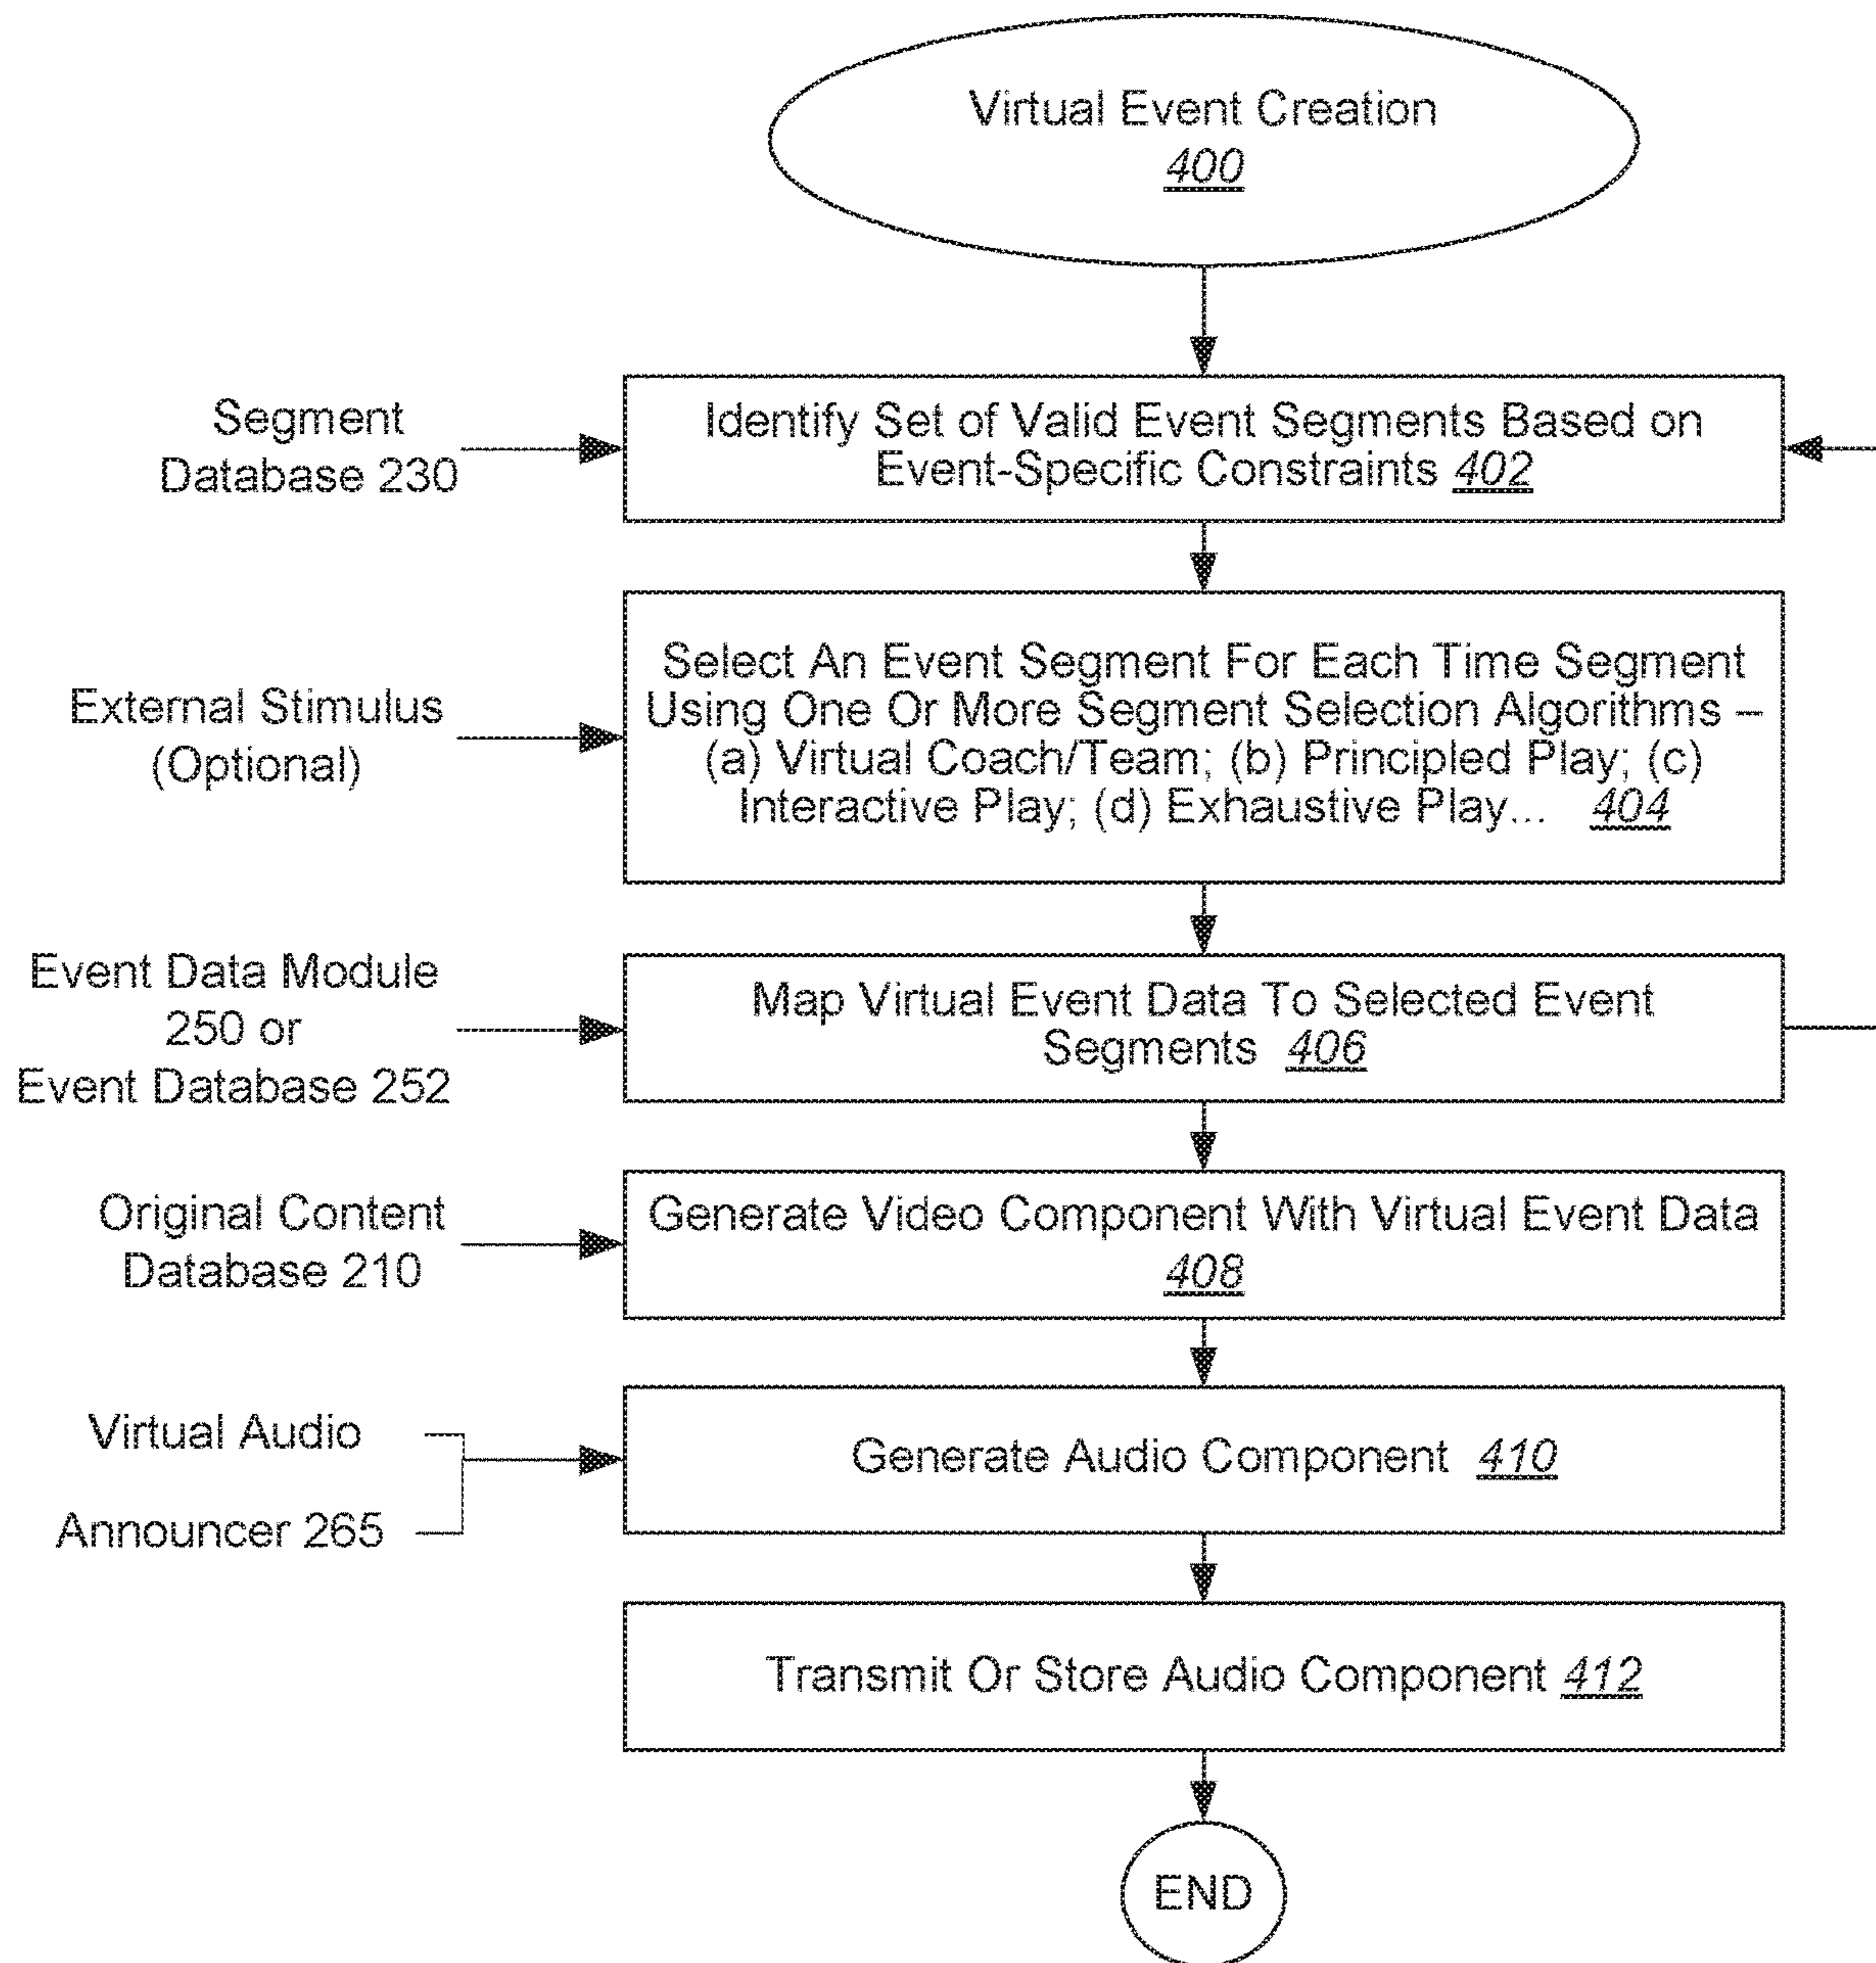 Virtual Event Creation
400
Segment
Database 230
Identify Set of Valid Event Segments Based on
Event-Specific Constraints 402
External Stimulus
(Optional)
Select An Event Segment For Each Time Segment
Using One Or More Segment Selection Algorithms –
(a) Virtual Coach/Team; (b) Principled Play; (c)
Interactive Play; (d) Exhaustive Play... 404
Event Data Module
250 or
Event Database 252
Map Virtual Event Data To Selected Event
Segments 406
Original Content
Database 210
Generate Video Component With Virtual Event Data
408
Virtual Audio
Announcer 265
Generate Audio Component 410
Transmit Or Store Audio Component 412
END